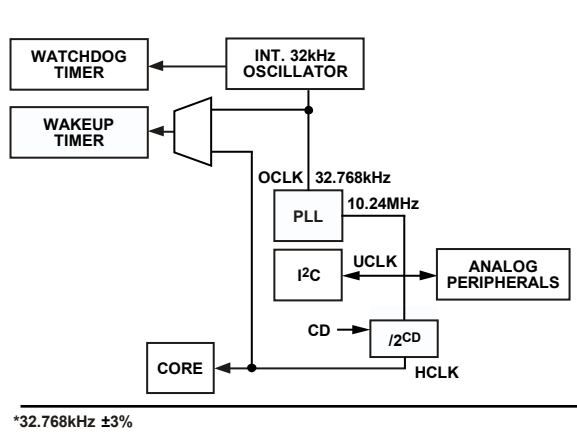 WATCHDOG
TIMER
INT. 32kHz
OSCILLATOR
WAKEUP
TIMER
OCLK 32.768kHz
PLL
10.24MHz
I²C
UCLK
ANALOG
PERIPHERALS
CD
/2ᶜᴰ
CORE
HCLK
*32.768kHz ±3%